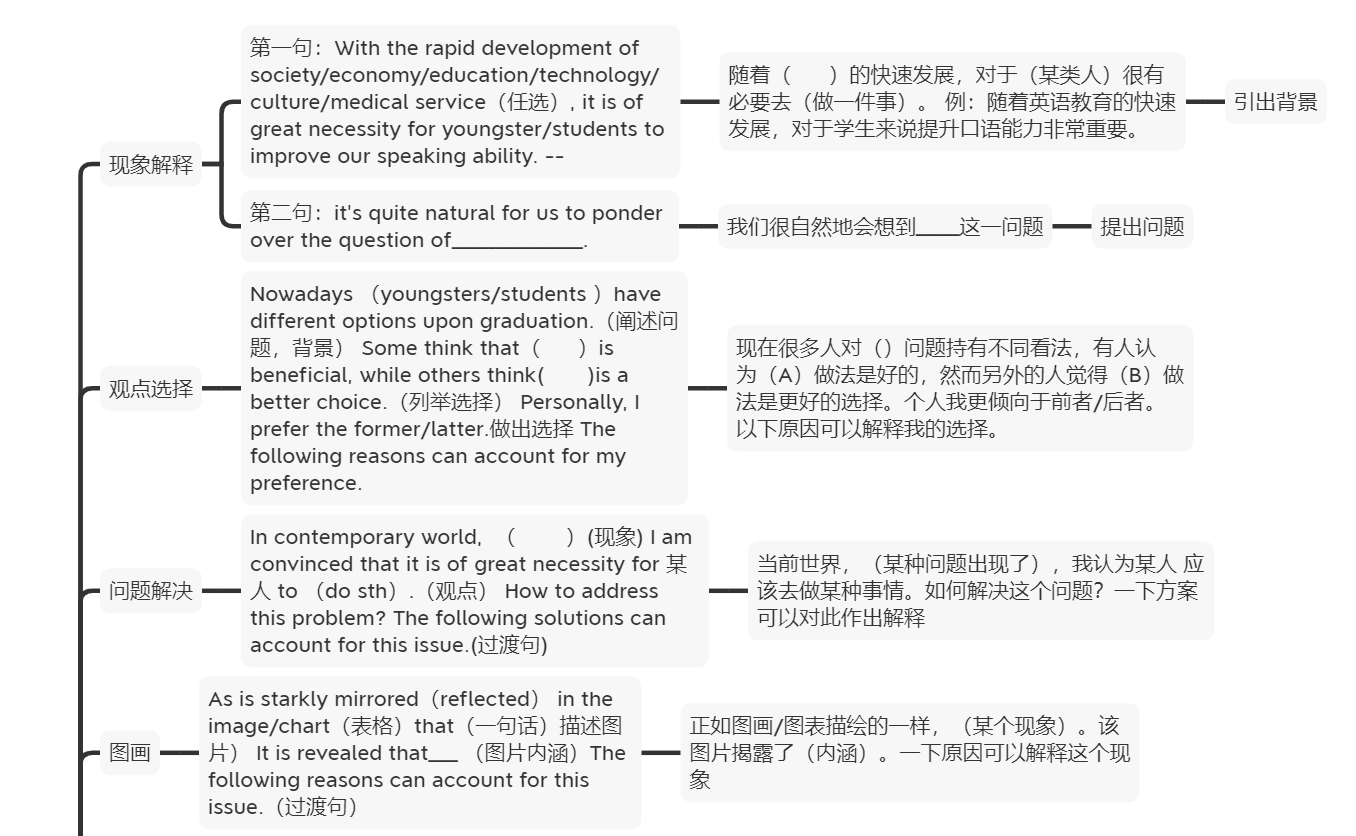 现象解释
第一句：With the rapid development of
society/economy/education/technology/
culture/medical service（任选）, it is of
great necessity for youngster/students to
improve our speaking ability. --
随着（      ）的快速发展，对于（某类人）很有
必要去（做一件事）。 例：随着英语教育的快速
发展，对于学生来说提升口语能力非常重要。
引出背景
第二句：it's quite natural for us to ponder
over the question of____________.
我们很自然地会想到____这一问题
提出问题
观点选择
Nowadays （youngsters/students ）have
different options upon graduation.（阐述问
题，背景） Some think that（      ）is
beneficial, while others think(      )is a
better choice.（列举选择） Personally, I
prefer the former/latter.做出选择 The
following reasons can account for my
preference.
现在很多人对（）问题持有不同看法，有人认
为（A）做法是好的，然而另外的人觉得（B）做
法是更好的选择。个人我更倾向于前者/后者。
以下原因可以解释我的选择。
问题解决
In contemporary world, （        ）(现象) I am
convinced that it is of great necessity for 某
人 to （do sth）.（观点） How to address
this problem? The following solutions can
account for this issue.(过渡句)
当前世界，（某种问题出现了），我认为某人 应
该去做某种事情。如何解决这个问题？一下方案
可以对此作出解释
图画
As is starkly mirrored（reflected） in the
image/chart（表格）that（一句话）描述图
片） It is revealed that___ （图片内涵）The
following reasons can account for this
issue.（过渡句）
正如图画/图表描绘的一样，（某个现象）。该
图片揭露了（内涵）。一下原因可以解释这个现
象